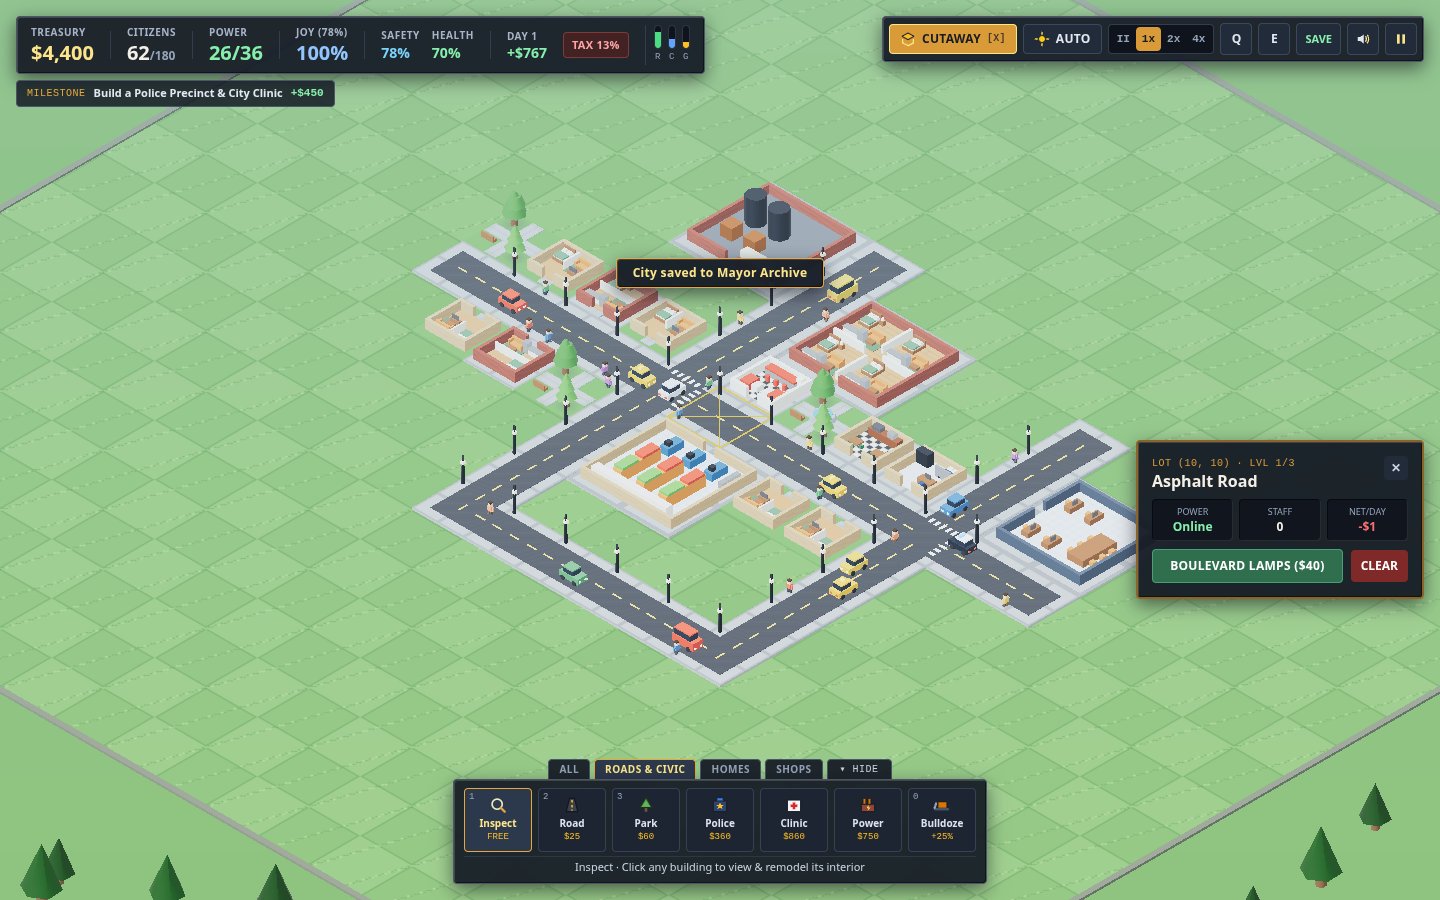 TREASURY
$4,400
CITIZENS
62/180
POWER
26/36
JOY (78%)
100%
SAFETY
78%
HEALTH
70%
DAY 1
+$767
TAX 13%
R C G
MILESTONE Build a Police Precinct & City Clinic +$450
CUTAWAY [X]
AUTO
II 1x 2x 4x
Q
E
SAVE
City saved to Mayor Archive
LOT (10, 10) · LVL 1/3
Asphalt Road
POWER
Online
STAFF
0
NET/DAY
-$1
BOULEVARD LAMPS ($40)
CLEAR
ALL
ROADS & CIVIC
HOMES
SHOPS
▾ HIDE
1
Inspect
FREE
2
Road
$25
3
Park
$60
Police
$360
Clinic
$860
Power
$750
0
Bulldoze
+25%
Inspect · Click any building to view & remodel its interior